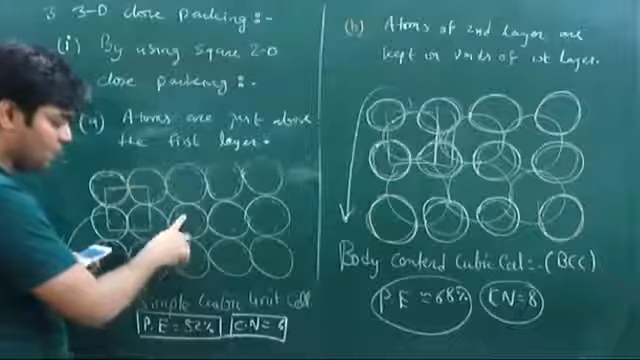 3 3-D close packing:-
(i) By using square 2-D
close packing:-
(a) Atoms are just above
the first layer.
Simple Cubic Unit Cell
P.E = 52% C.N = 6
(b) Atoms of 2nd layer are
kept in voids of 1st layer.
Body Centerd Cubic Cell:- (BCC)
P.E ≈ 68% C.N = 8